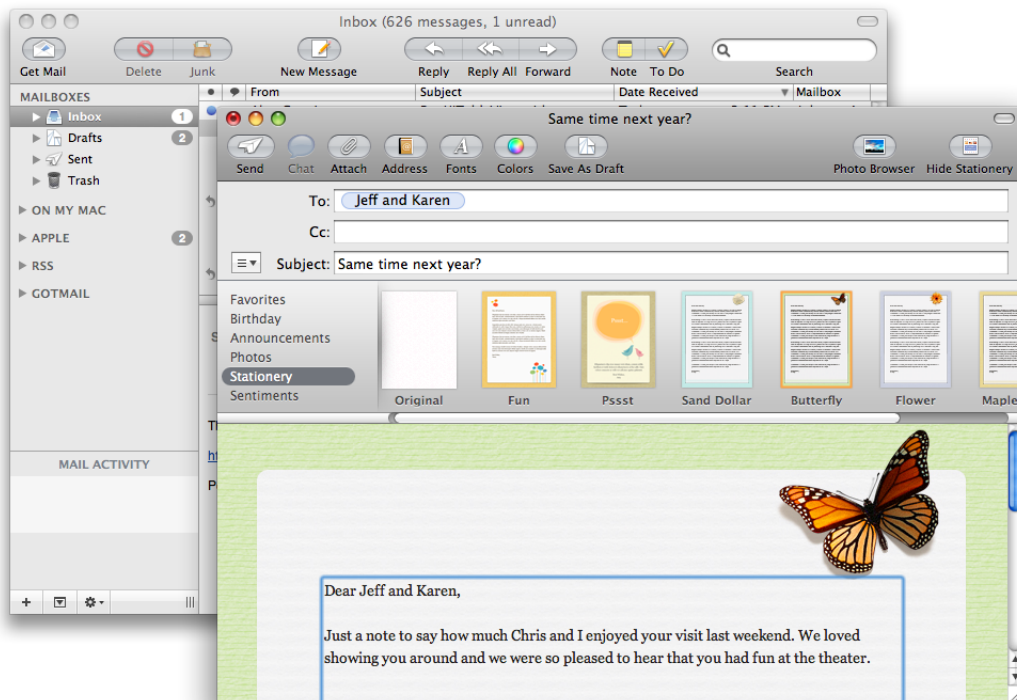 Inbox (626 messages, 1 unread)
Get Mail Delete Junk New Message Reply Reply All Forward Note To Do Search
MAILBOXES
From Subject Date Received Mailbox
Inbox 1
Drafts 2
Sent
Trash
ON MY MAC
APPLE 2
RSS
GOTMAIL
MAIL ACTIVITY
Same time next year?
Send Chat Attach Address Fonts Colors Save As Draft Photo Browser Hide Stationery
To: Jeff and Karen
Cc:
Subject: Same time next year?
Favorites
Birthday
Announcements
Photos
Stationery
Sentiments
Original Fun Pssst Sand Dollar Butterfly Flower Maple
Dear Jeff and Karen,
Just a note to say how much Chris and I enjoyed your visit last weekend. We loved
showing you around and we were so pleased to hear that you had fun at the theater.